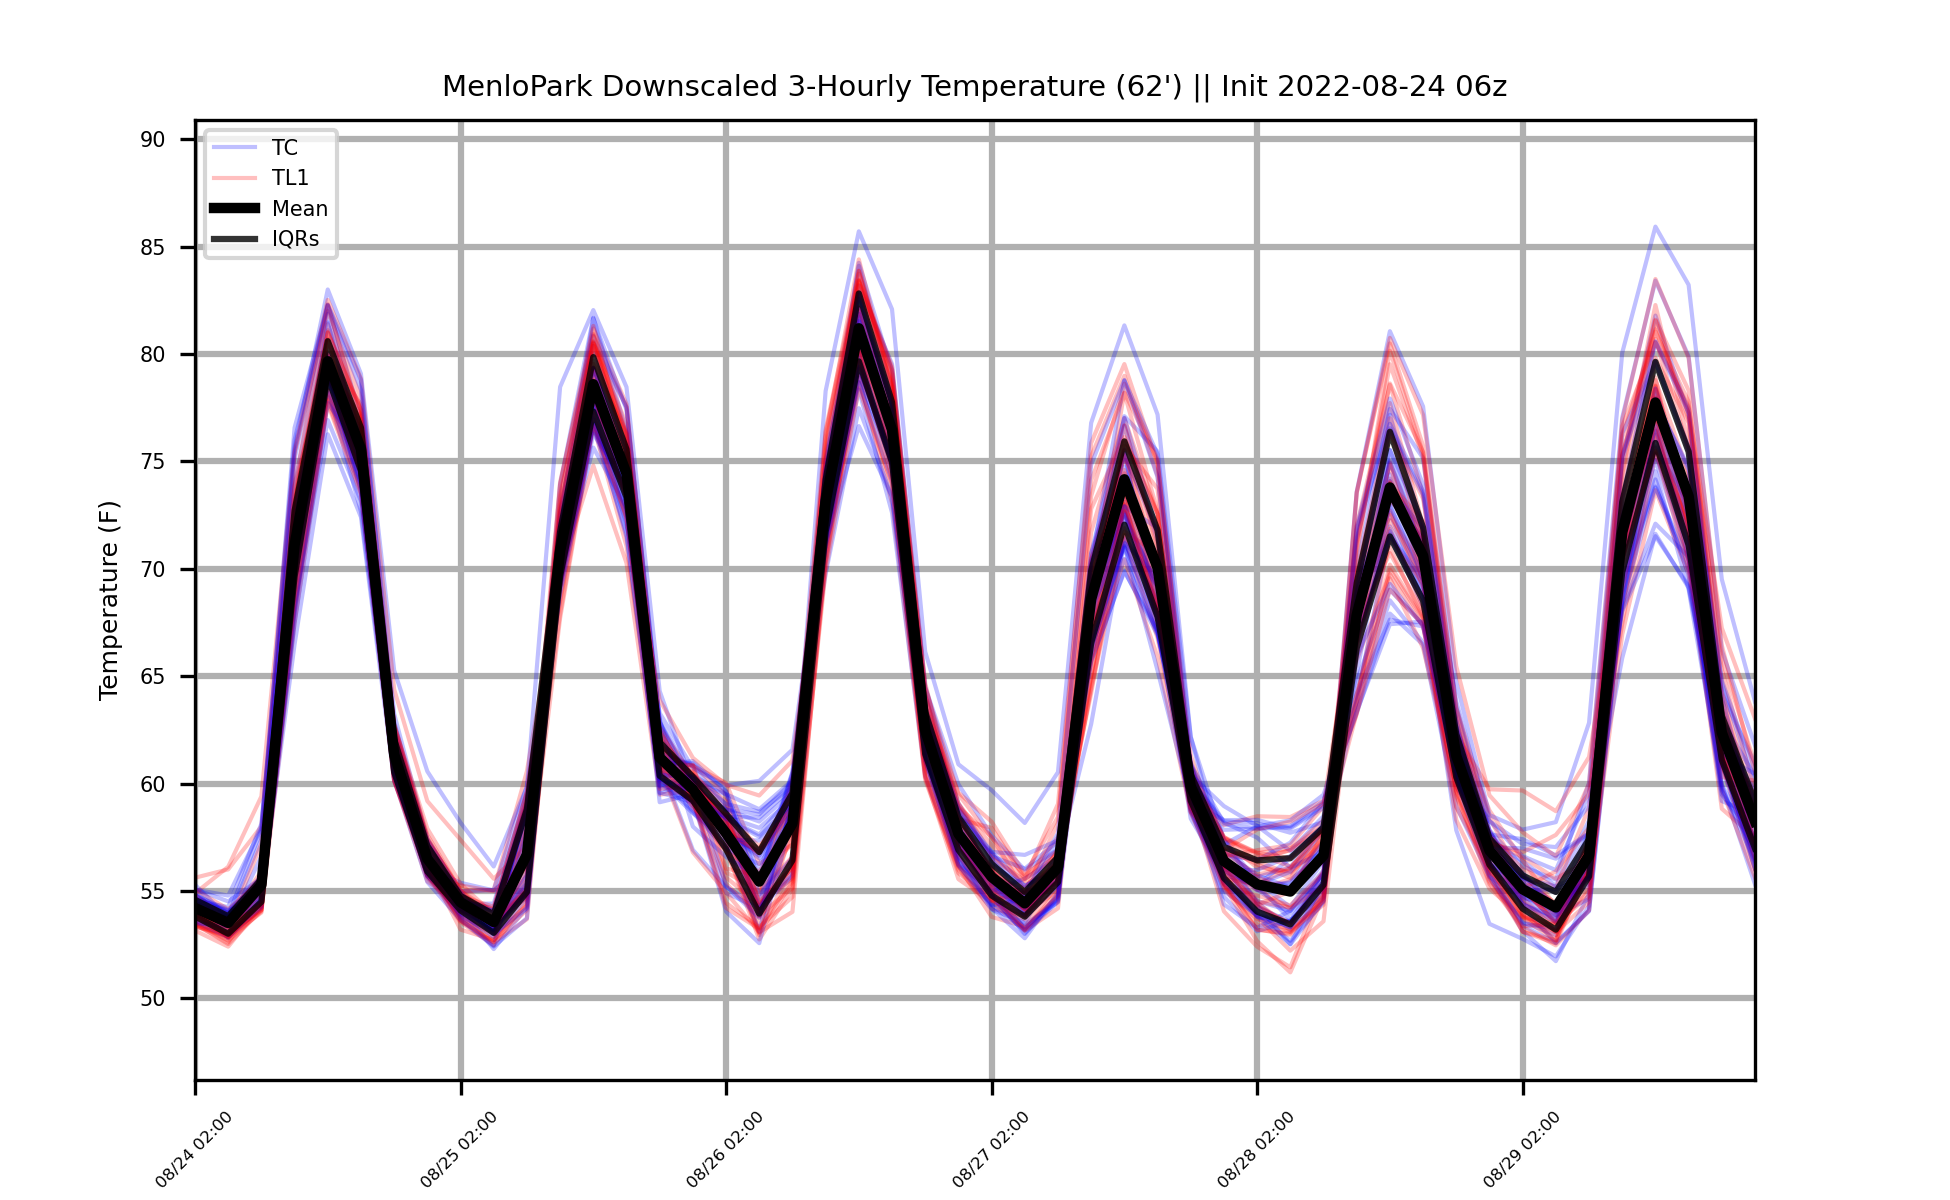 MenloPark Downscaled 3-Hourly Temperature (62') || Init 2022-08-24 06z
TC
TL1
Mean
IQRs
Temperature (F)
90
85
80
75
70
65
60
55
50
08/24 02:00
08/25 02:00
08/26 02:00
08/27 02:00
08/28 02:00
08/29 02:00